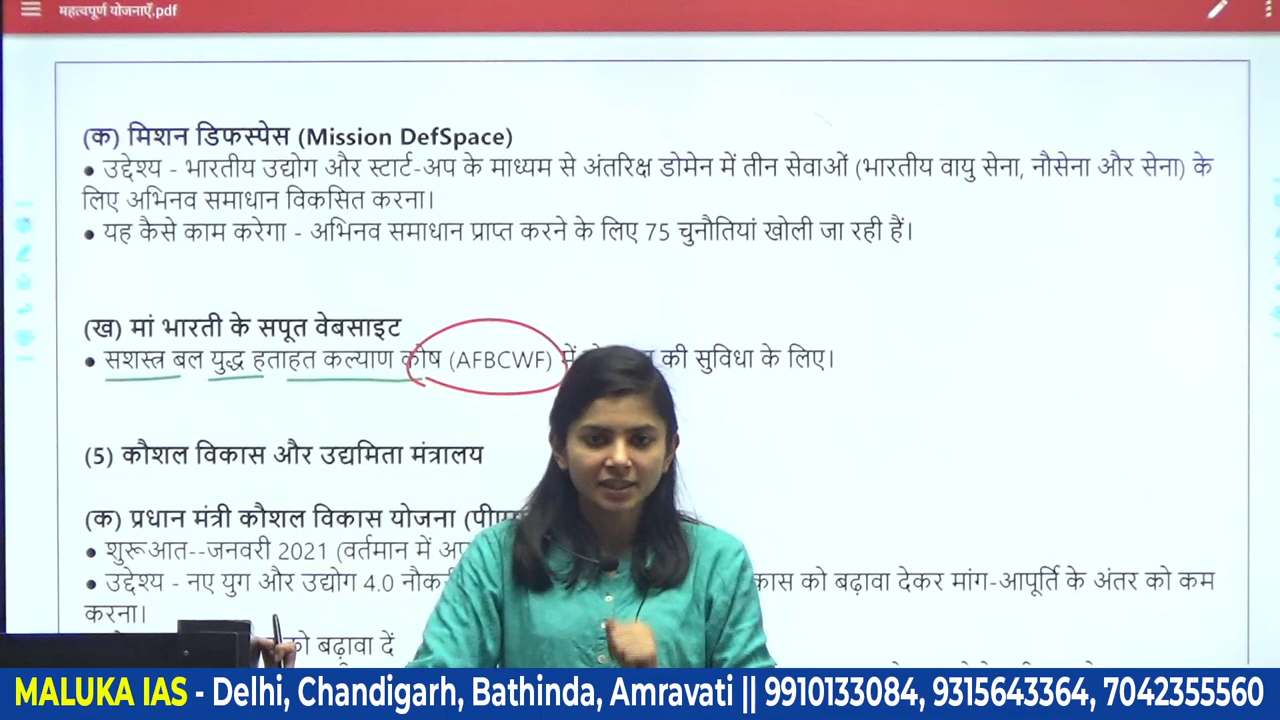 महत्वपूर्ण योजनाएँ.pdf
(क) मिशन डिफस्पेस (Mission DefSpace)
• उद्देश्य - भारतीय उद्योग और स्टार्ट-अप के माध्यम से अंतरिक्ष डोमेन में तीन सेवाओं (भारतीय वायु सेना, नौसेना और सेना) के
लिए अभिनव समाधान विकसित करना।
• यह कैसे काम करेगा - अभिनव समाधान प्राप्त करने के लिए 75 चुनौतियां खोली जा रही हैं।
(ख) मां भारती के सपूत वेबसाइट
• सशस्त्र बल युद्ध हताहत कल्याण कोष (AFBCWF) में की सुविधा के लिए।
(5) कौशल विकास और उद्यमिता मंत्रालय
(क) प्रधान मंत्री कौशल विकास योजना
• शुरूआत--जनवरी 2021 (वर्तमान में
• उद्देश्य - नए युग और उद्योग 4.0 को बढ़ावा देकर मांग-आपूर्ति के अंतर को कम
करना।
को बढ़ावा दें
MALUKA IAS - Delhi, Chandigarh, Bathinda, Amravati || 9910133084, 9315643364, 7042355560